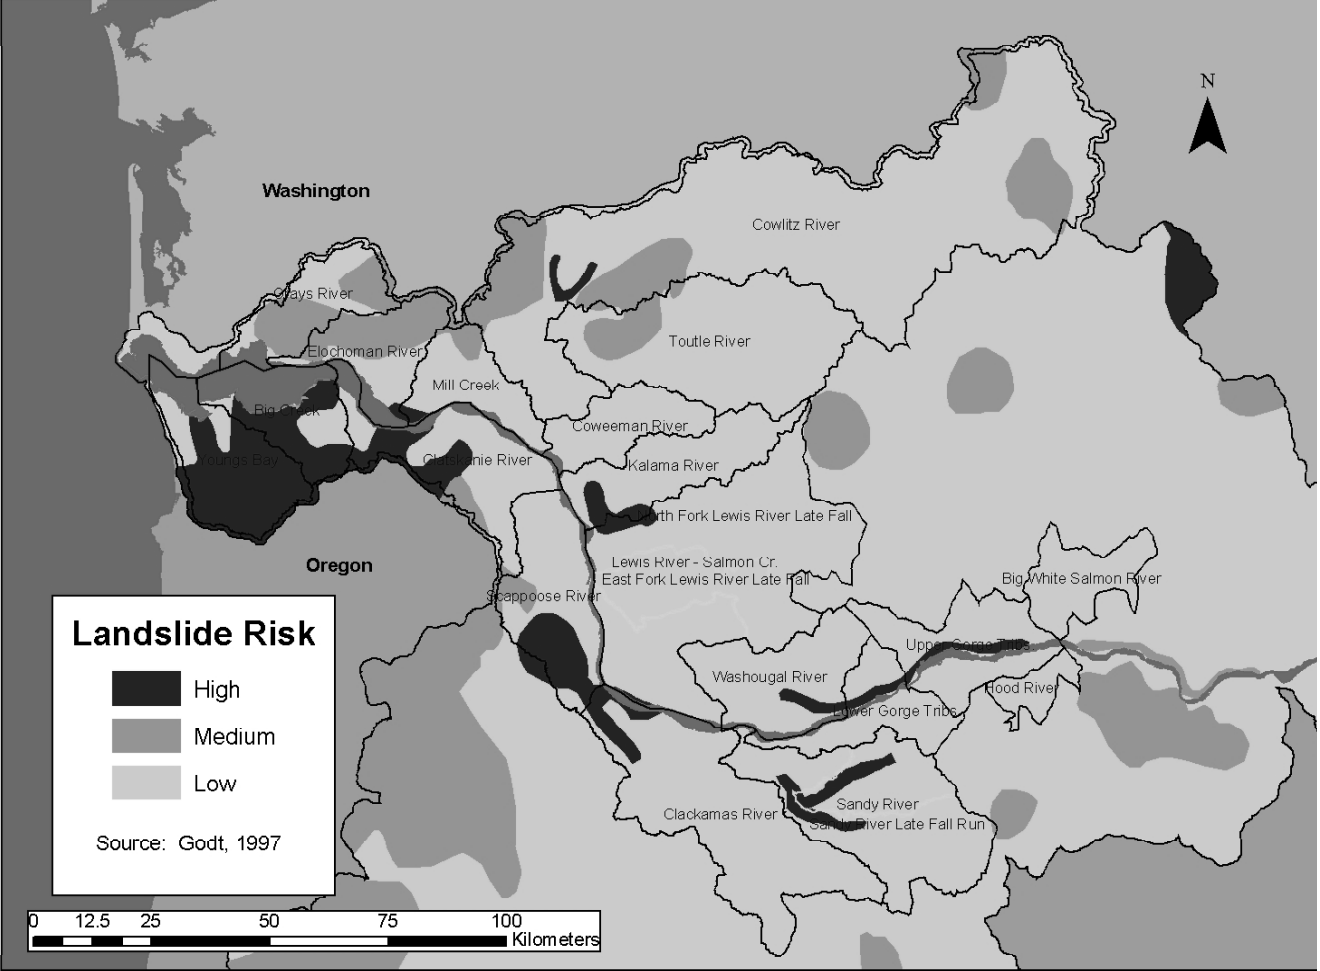 N
Washington
Cowlitz River
Grays River
Toutle River
Elochoman River
Mill Creek
Big Creek
Coweeman River
Youngs Bay
Clatskanie River
Kalama River
North Fork Lewis River Late Fall
Oregon
Lewis River - Salmon Cr.
East Fork Lewis River Late Fall
Big White Salmon River
Scappoose River
Upper Gorge Tribs
Washougal River
Hood River
Lower Gorge Tribs
Sandy River
Clackamas River
Sandy River Late Fall Run
Landslide Risk
High
Medium
Low
Source: Godt, 1997
0 12.5 25 50 75 100
Kilometers